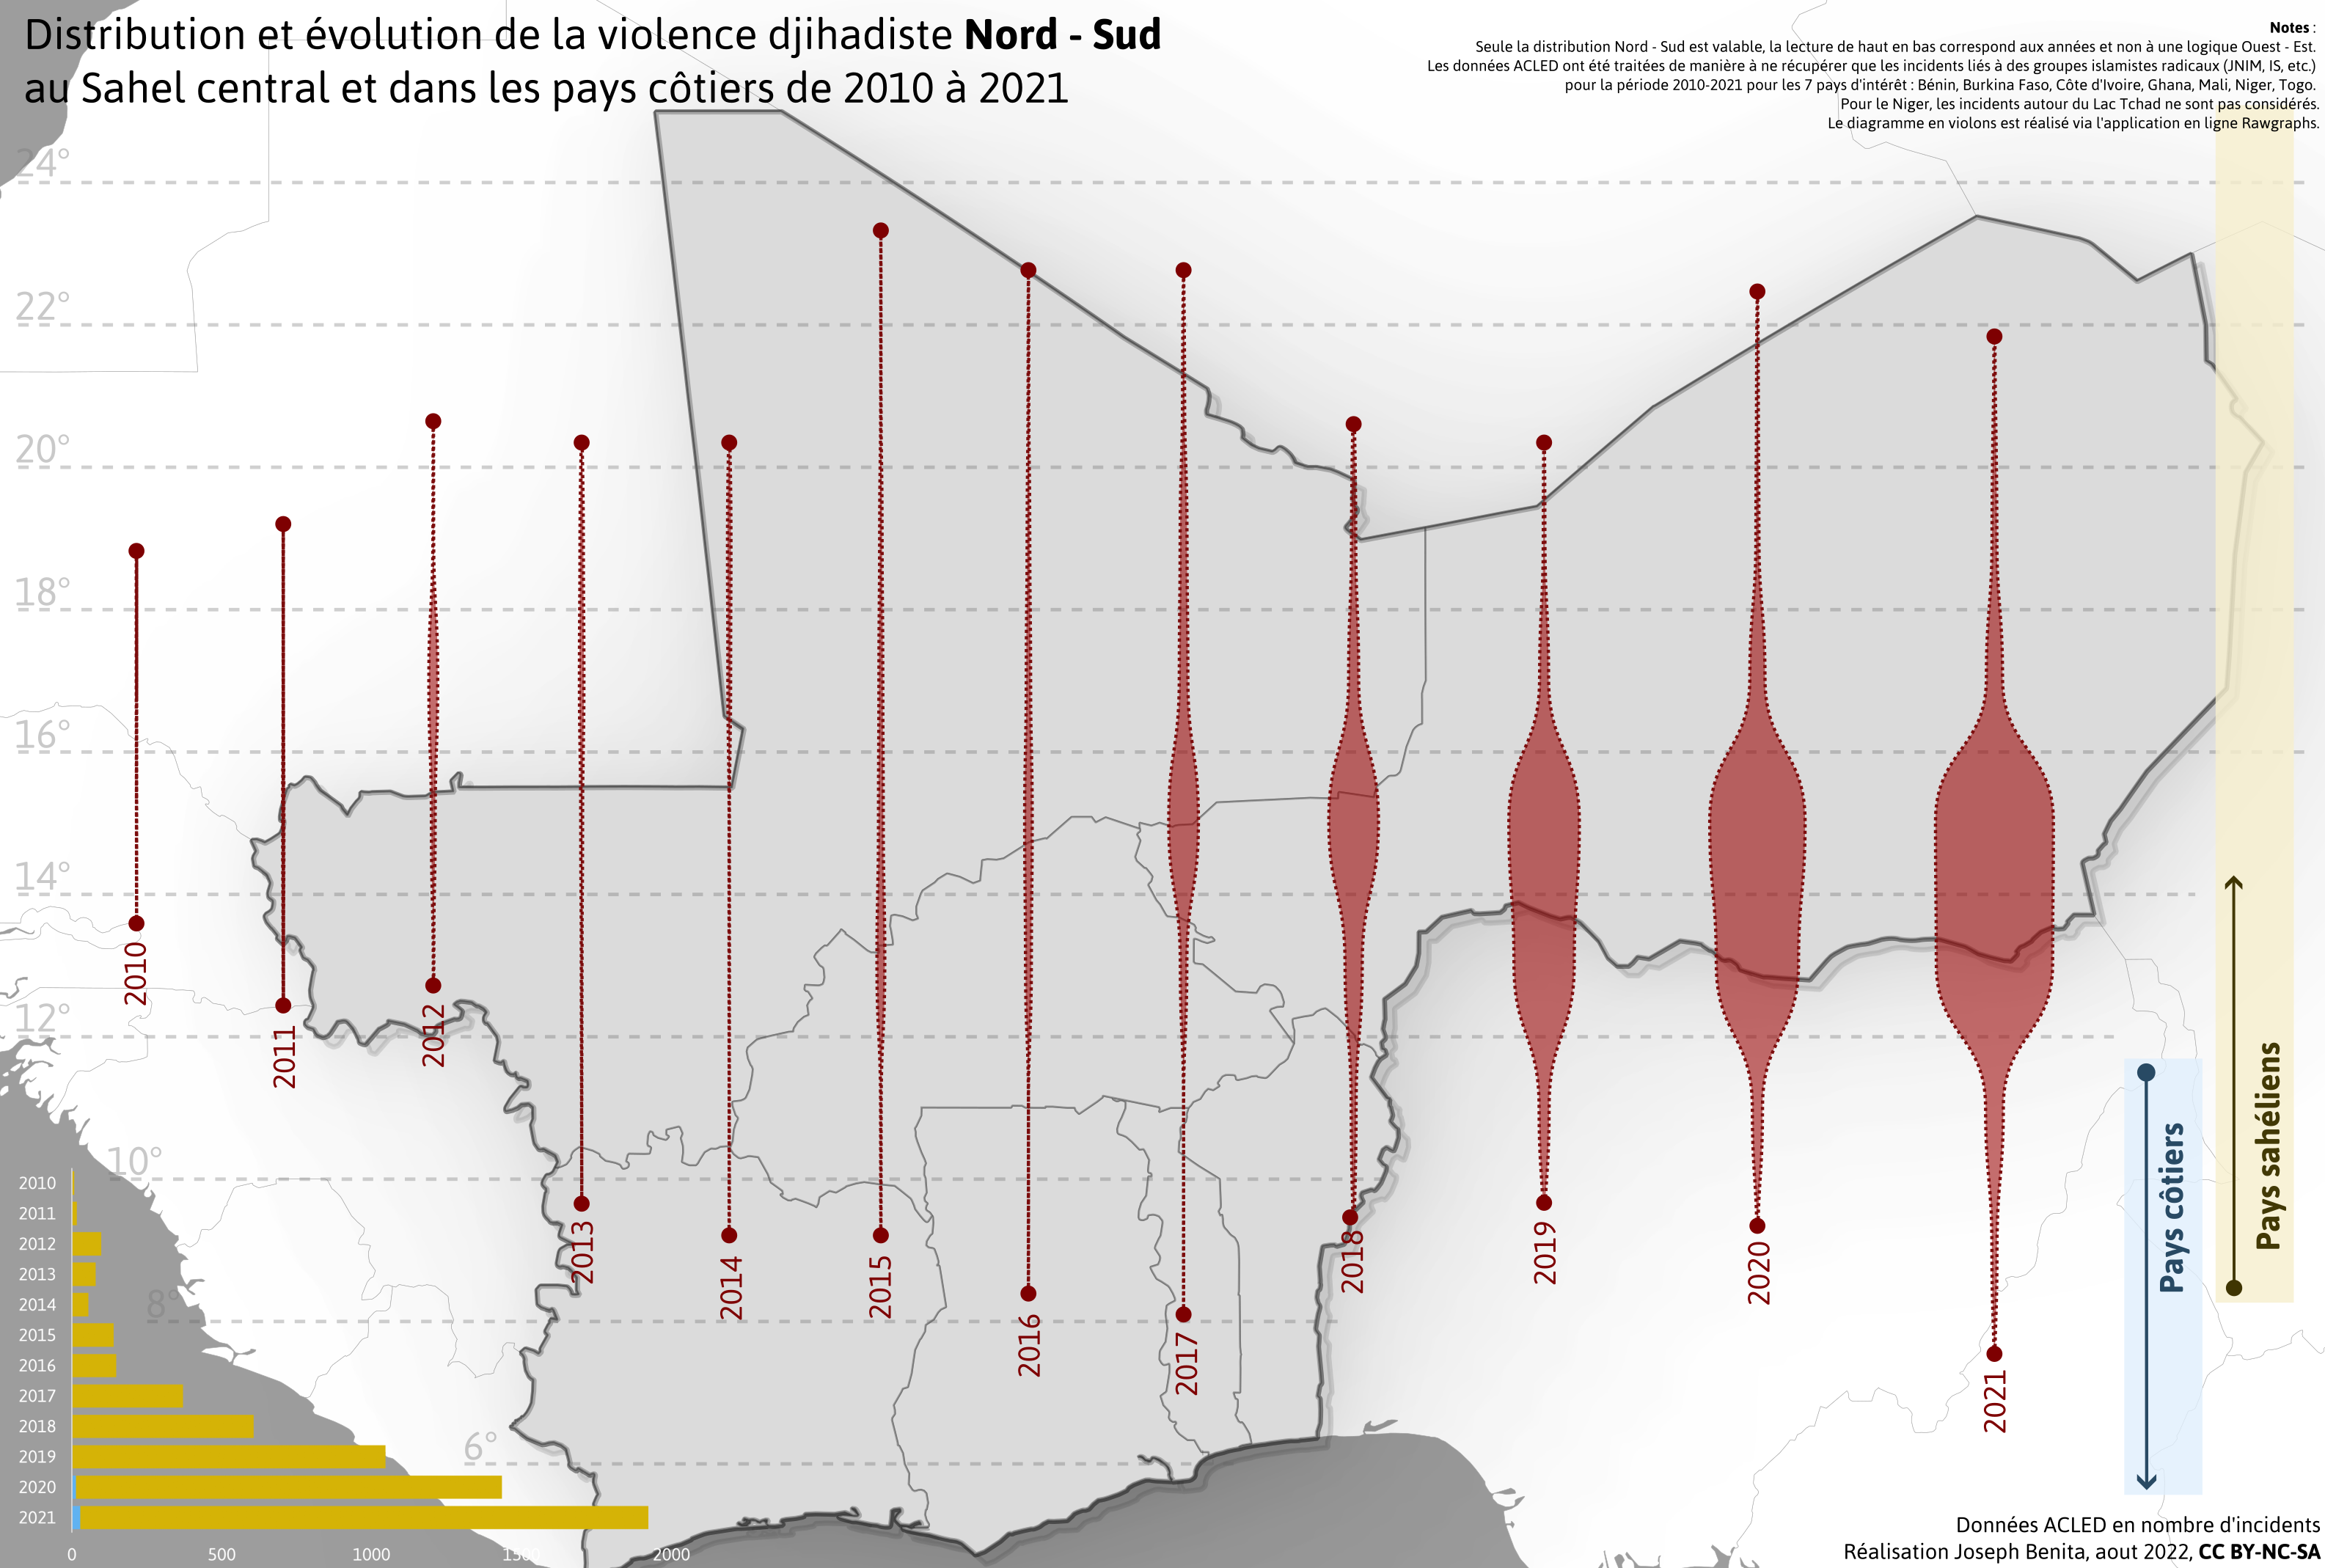 Distribution et évolution de la violence djihadiste Nord - Sud
au Sahel central et dans les pays côtiers de 2010 à 2021
Notes :
Seule la distribution Nord - Sud est valable, la lecture de haut en bas correspond aux années et non à une logique Ouest - Est.
Les données ACLED ont été traitées de manière à ne récupérer que les incidents liés à des groupes islamistes radicaux (JNIM, IS, etc.)
pour la période 2010-2021 pour les 7 pays d'intérêt : Bénin, Burkina Faso, Côte d'Ivoire, Ghana, Mali, Niger, Togo.
Pour le Niger, les incidents autour du Lac Tchad ne sont pas considérés.
Le diagramme en violons est réalisé via l'application en ligne Rawgraphs.
24°
22°
20°
18°
16°
14°
12°
10°
8°
6°
2010
2011
2012
2013
2014
2015
2016
2017
2018
2019
2020
2021
Pays côtiers
Pays sahéliens
2010
2011
2012
2013
2014
2015
2016
2017
2018
2019
2020
2021
0 500 1000 1500 2000
Données ACLED en nombre d'incidents
Réalisation Joseph Benita, aout 2022, CC BY-NC-SA